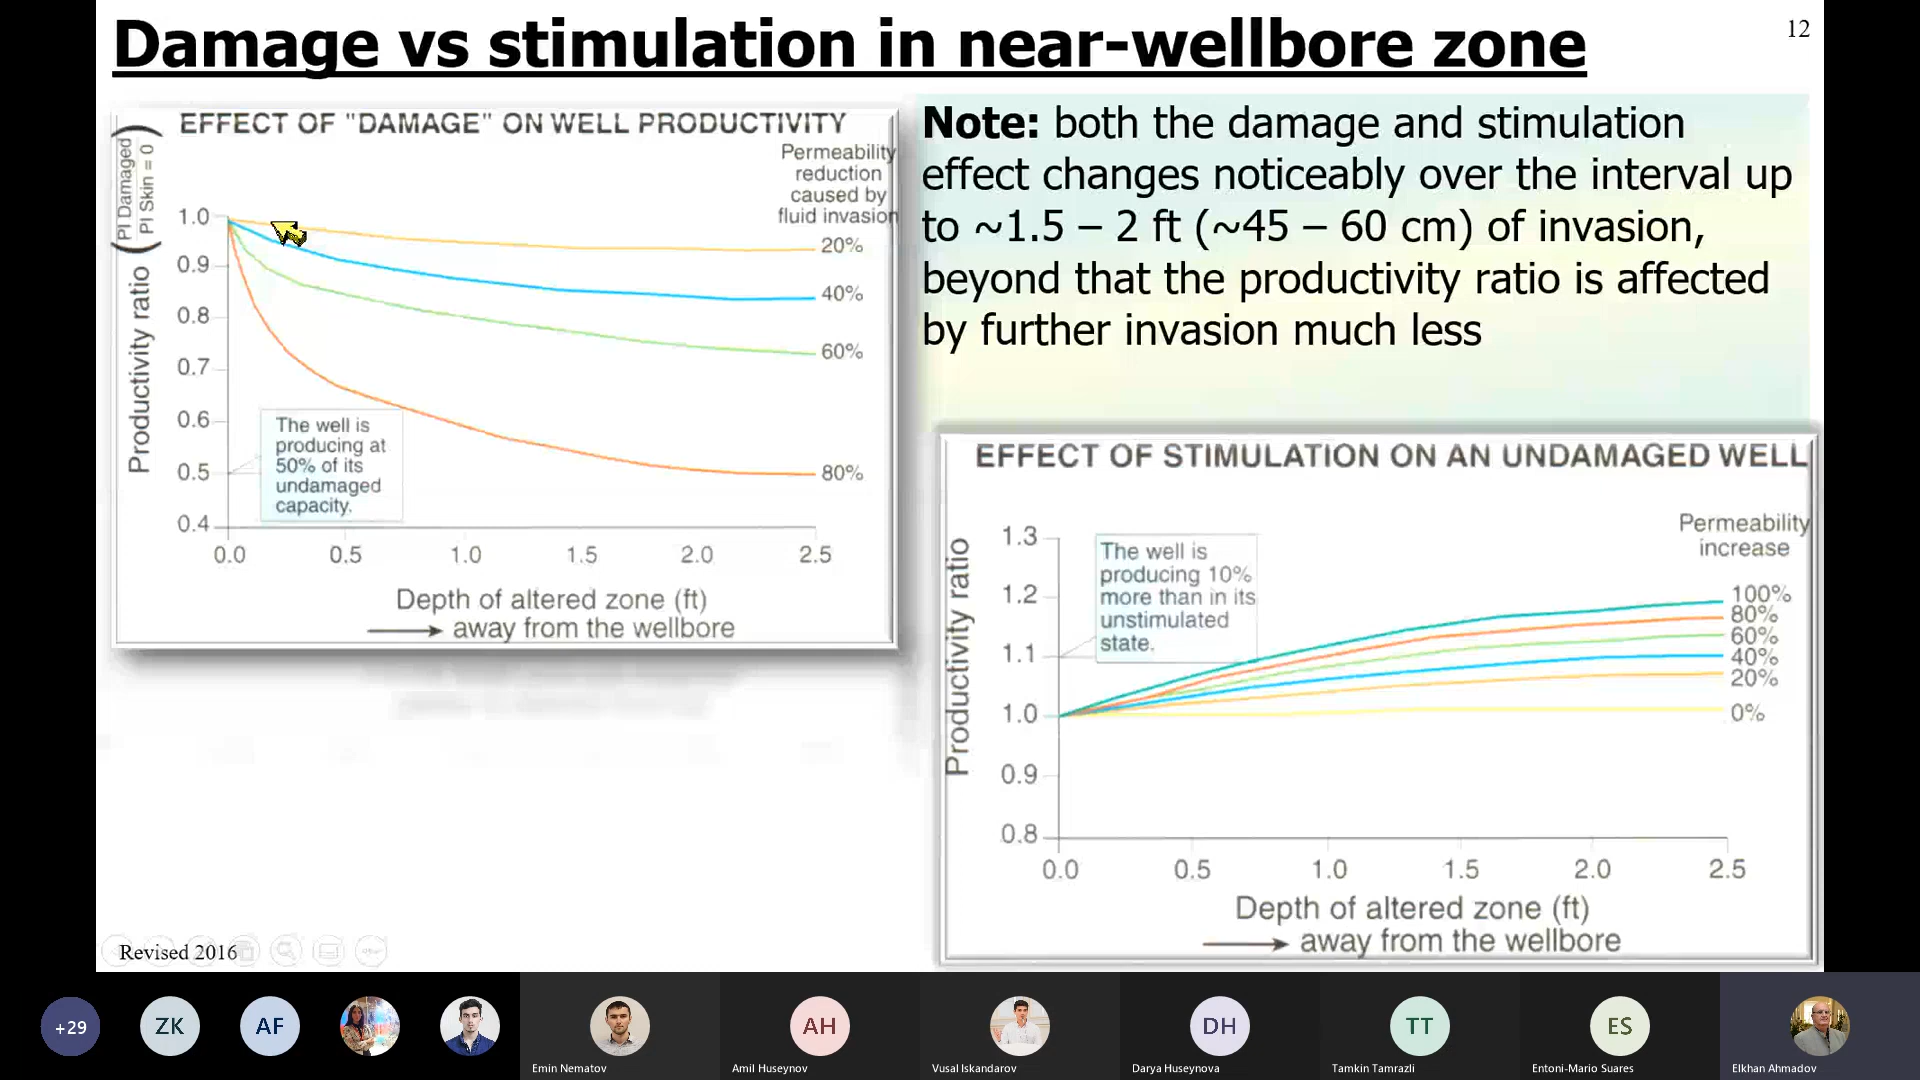 Damage vs stimulation in near-wellbore zone
12
EFFECT OF "DAMAGE" ON WELL PRODUCTIVITY
Permeability
reduction
caused by
fluid invasion
Productivity ratio
(PI Damaged
PI Skin = 0)
1.0
0.9
0.8
0.7
0.6
0.5
0.4
20%
40%
60%
80%
The well is
producing at
50% of its
undamaged
capacity.
0.0 0.5 1.0 1.5 2.0 2.5
Depth of altered zone (ft)
away from the wellbore
Note: both the damage and stimulation
effect changes noticeably over the interval up
to ~1.5 – 2 ft (~45 – 60 cm) of invasion,
beyond that the productivity ratio is affected
by further invasion much less
EFFECT OF STIMULATION ON AN UNDAMAGED WELL
Permeability
increase
Productivity ratio
1.3
1.2
1.1
1.0
0.9
0.8
The well is
producing 10%
more than in its
unstimulated
state.
100%
80%
60%
40%
20%
0%
0.0 0.5 1.0 1.5 2.0 2.5
Depth of altered zone (ft)
away from the wellbore
Revised 2016
+29
ZK
AF
Emin Nematov
AH
Amil Huseynov
Vusal Iskandarov
DH
Darya Huseynova
TT
Tamkin Tamrazli
ES
Entoni-Mario Suares
Elkhan Ahmadov